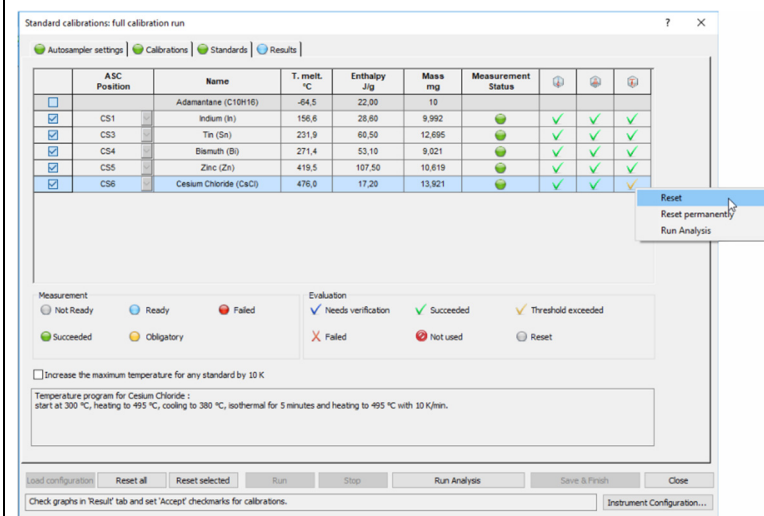 Standard calibrations: full calibration run ? ×
Autosampler settings Calibrations Standards Results
ASC Position Name T. melt. °C Enthalpy J/g Mass mg Measurement Status
Adamantane (C10H16) -64,5 22,00 10
CS1 Indium (In) 156,6 28,60 9,992
CS3 Tin (Sn) 231,9 60,50 12,695
CS4 Bismuth (Bi) 271,4 53,10 9,021
CS5 Zinc (Zn) 419,5 107,50 10,619
CS6 Cesium Chloride (CsCl) 476,0 17,20 13,921
Reset
Reset permanently
Run Analysis
Measurement Evaluation
Not Ready Ready Failed Needs verification Succeeded Threshold exceeded
Succeeded Obligatory Failed Not used Reset
Increase the maximum temperature for any standard by 10 K
Temperature program for Cesium Chloride :
start at 300 °C, heating to 495 °C, cooling to 380 °C, isothermal for 5 minutes and heating to 495 °C with 10 K/min.
Load configuration Reset all Reset selected Run Stop Run Analysis Save & Finish Close
Check graphs in 'Result' tab and set 'Accept' checkmarks for calibrations. Instrument Configuration...